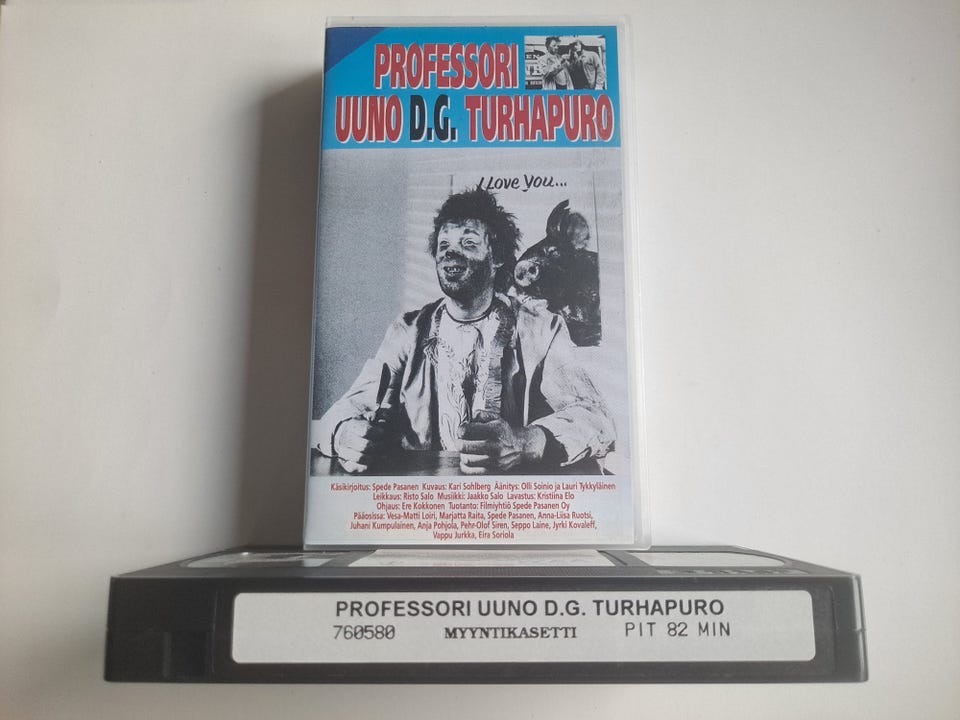 PROFESSORI
UUNO D.G. TURHAPURO
I Love you...
Käsikirjoitus: Spede Pasanen Kuvaus: Kari Sohlberg Äänitys: Olli Soinio ja Lauri Tykkyläinen
Leikkaus: Risto Salo Musiikki: Jaakko Salo Lavastus: Kristiina Elo
Ohjaus: Ere Kokkonen Tuotanto: Filmiyhtiö Spede Pasanen Oy
Pääosissa: Vesa-Matti Loiri, Marjatta Raita, Spede Pasanen, Anna-Liisa Ruotsi,
Juhani Kumpulainen, Anja Pohjola, Pehr-Olof Siren, Seppo Laine, Jyrki Kovaleff,
Vappu Jurkka, Eira Soriola
PROFESSORI UUNO D.G. TURHAPURO
760580 MYYNTIKASETTI PIT 82 MIN